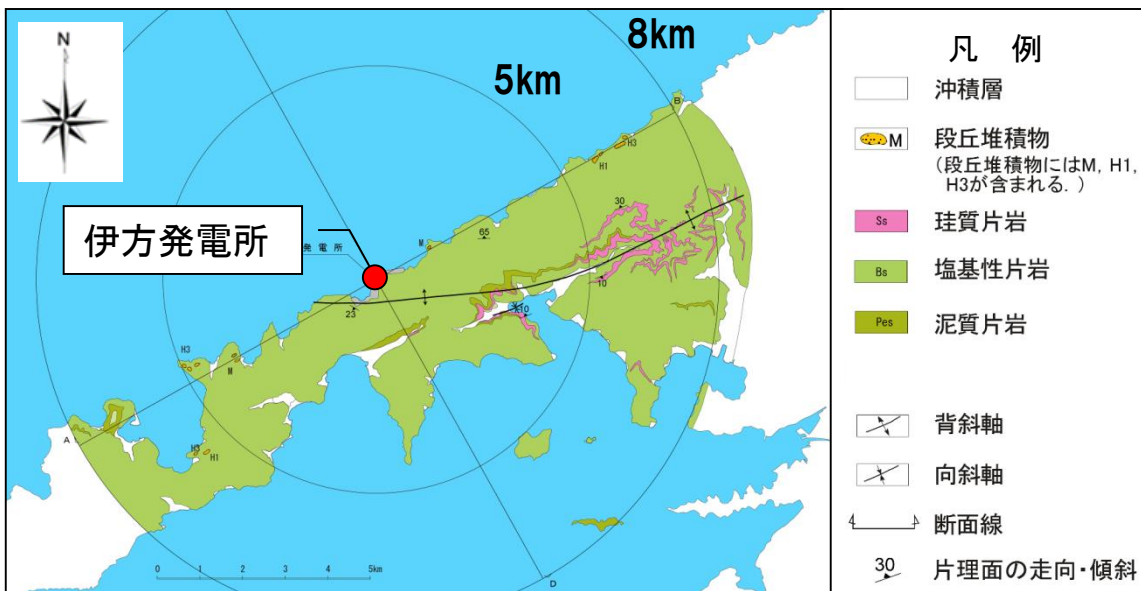 N
8km
5km
B
H3
H1
30
伊方発電所
発電所
M
65
10
23
10
H3
M
A
H3
H1
0 1 2 3 4 5km
D
凡 例
沖積層
M 段丘堆積物
(段丘堆積物にはM, H1,
H3が含まれる. )
Ss 珪質片岩
Bs 塩基性片岩
Pes 泥質片岩
背斜軸
向斜軸
断面線
30 片理面の走向・傾斜